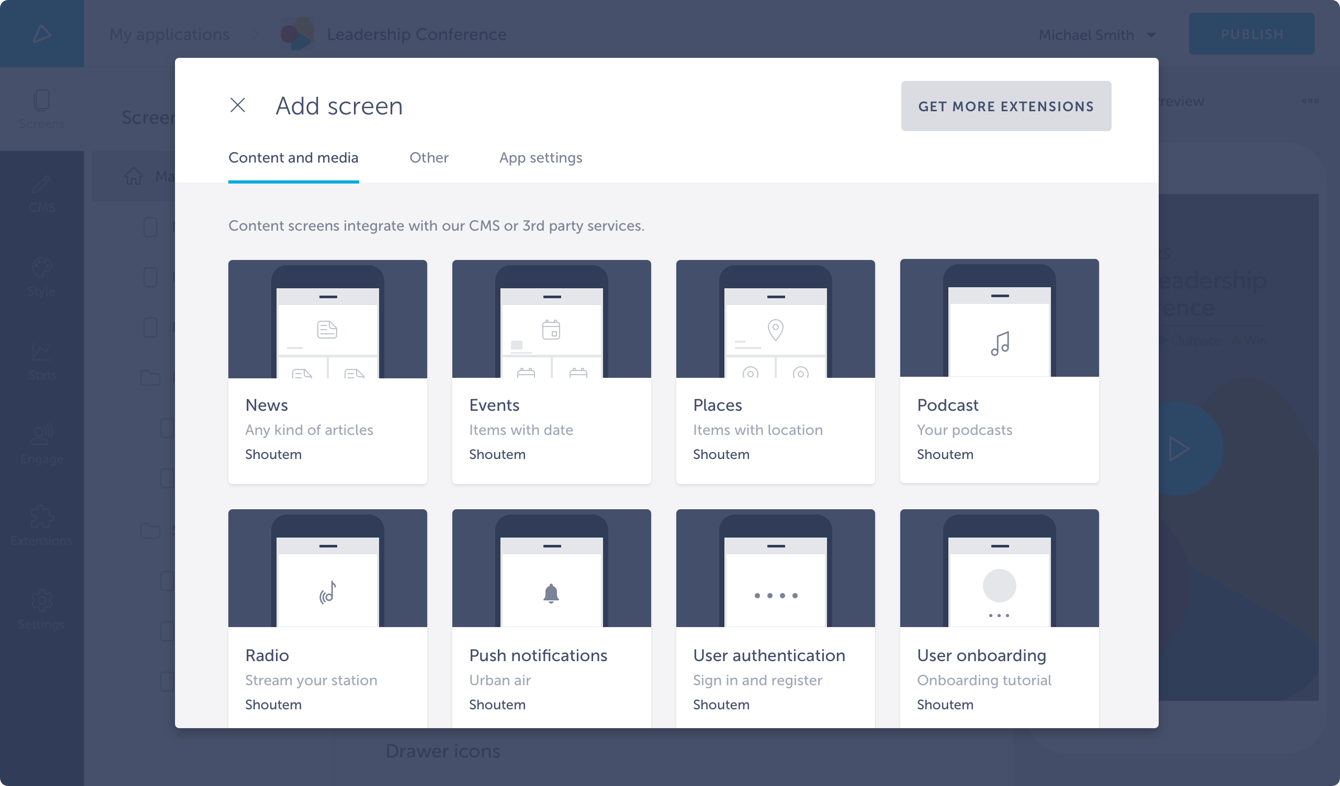 My applications
Leadership Conference
Michael Smith
PUBLISH
Screens
CMS
Style
Stats
Engage
Extensions
Settings
Add screen
GET MORE EXTENSIONS
Content and media
Other
App settings
Content screens integrate with our CMS or 3rd party services.
News
Any kind of articles
Shoutem
Events
Items with date
Shoutem
Places
Items with location
Shoutem
Podcast
Your podcasts
Shoutem
Radio
Stream your station
Shoutem
Push notifications
Urban air
Shoutem
User authentication
Sign in and register
Shoutem
User onboarding
Onboarding tutorial
Shoutem
Drawer icons